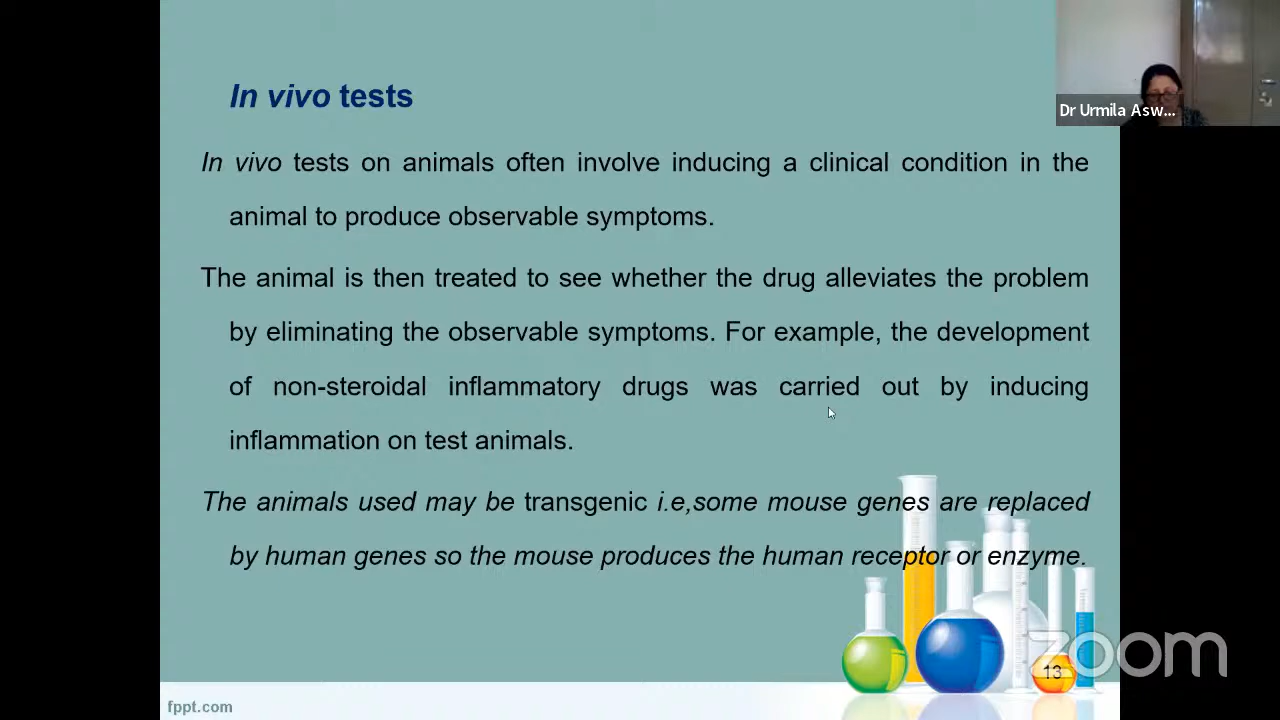 In vivo tests
Dr Urmila Asw...
In vivo tests on animals often involve inducing a clinical condition in the
animal to produce observable symptoms.
The animal is then treated to see whether the drug alleviates the problem
by eliminating the observable symptoms. For example, the development
of non-steroidal inflammatory drugs was carried out by inducing
inflammation on test animals.
The animals used may be transgenic i.e,some mouse genes are replaced
by human genes so the mouse produces the human receptor or enzyme.
zoom
13
fppt.com